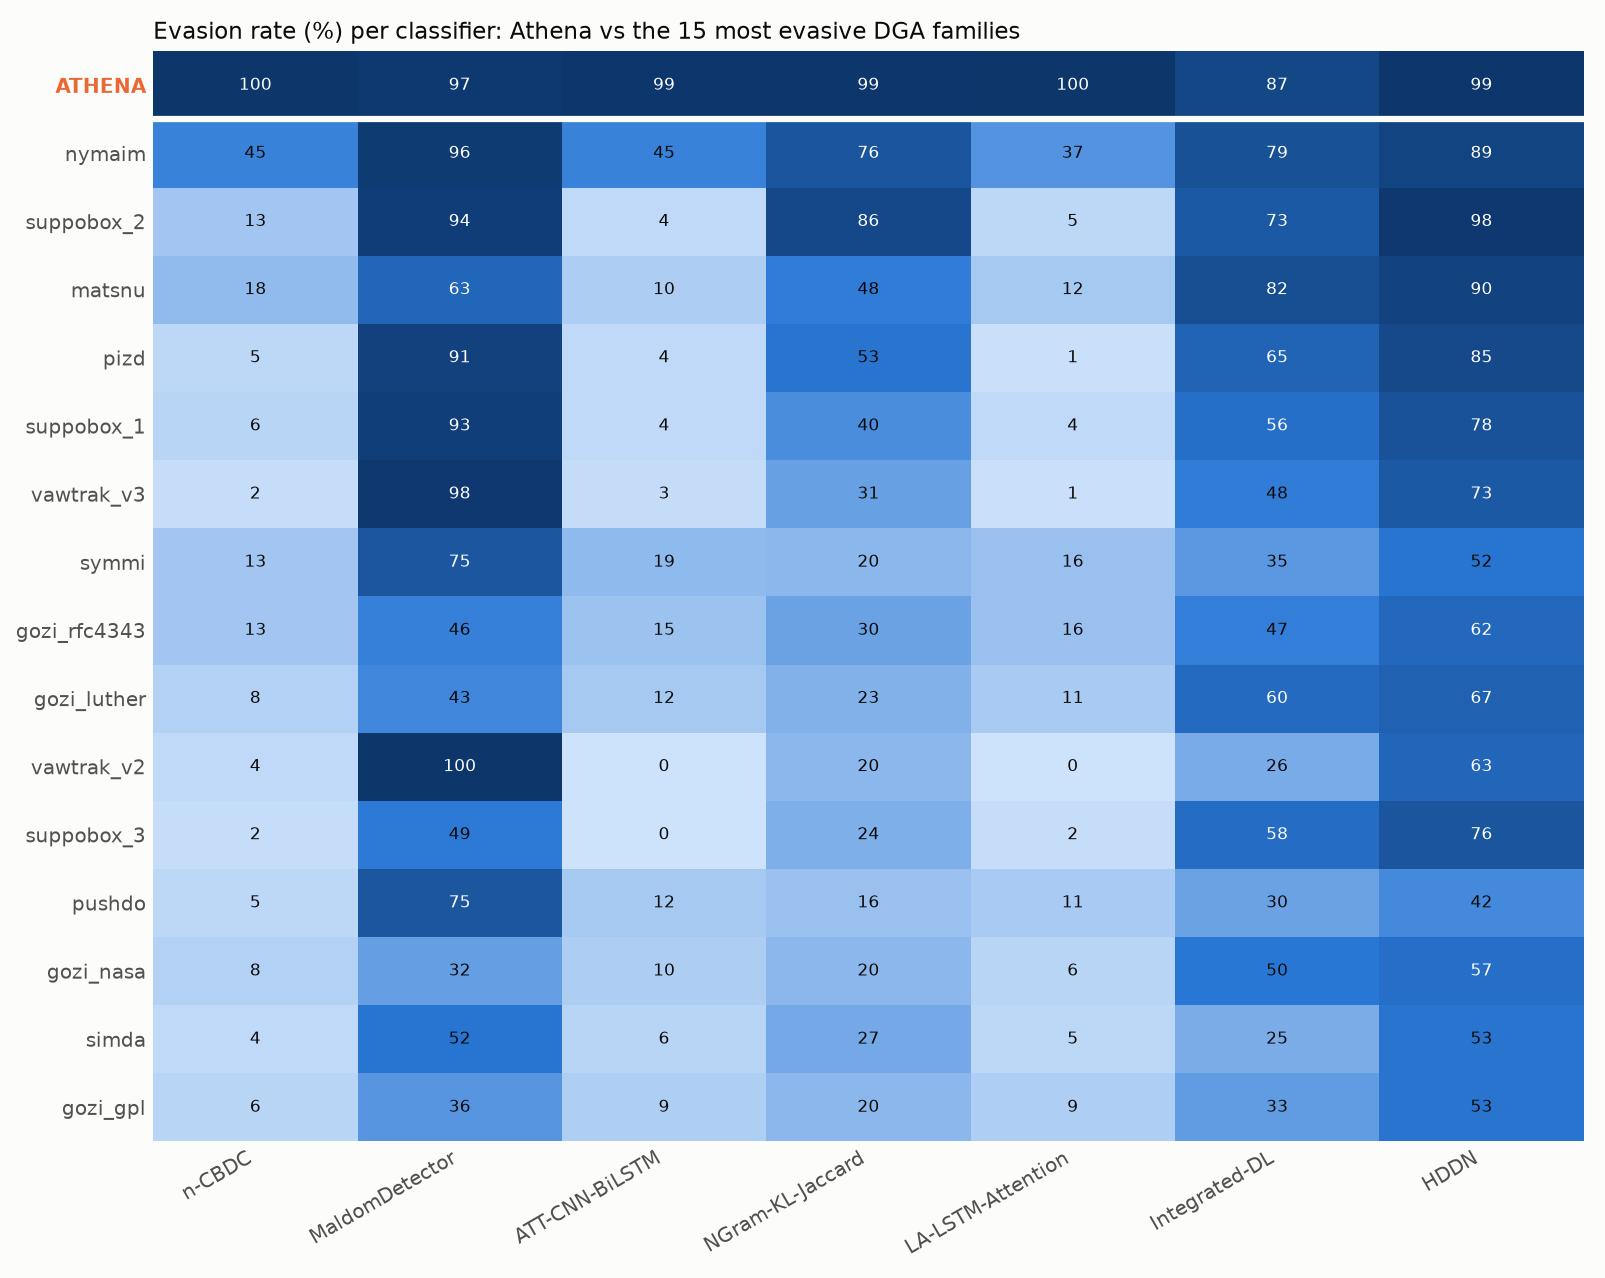 Evasion rate (%) per classifier: Athena vs the 15 most evasive DGA families
ATHENA 100 97 99 99 100 87 99
nymaim 45 96 45 76 37 79 89
suppobox_2 13 94 4 86 5 73 98
matsnu 18 63 10 48 12 82 90
pizd 5 91 4 53 1 65 85
suppobox_1 6 93 4 40 4 56 78
vawtrak_v3 2 98 3 31 1 48 73
symmi 13 75 19 20 16 35 52
gozi_rfc4343 13 46 15 30 16 47 62
gozi_luther 8 43 12 23 11 60 67
vawtrak_v2 4 100 0 20 0 26 63
suppobox_3 2 49 0 24 2 58 76
pushdo 5 75 12 16 11 30 42
gozi_nasa 8 32 10 20 6 50 57
simda 4 52 6 27 5 25 53
gozi_gpl 6 36 9 20 9 33 53
n-CBDC MaldomDetector ATT-CNN-BiLSTM NGram-KL-Jaccard LA-LSTM-Attention Integrated-DL HDDN